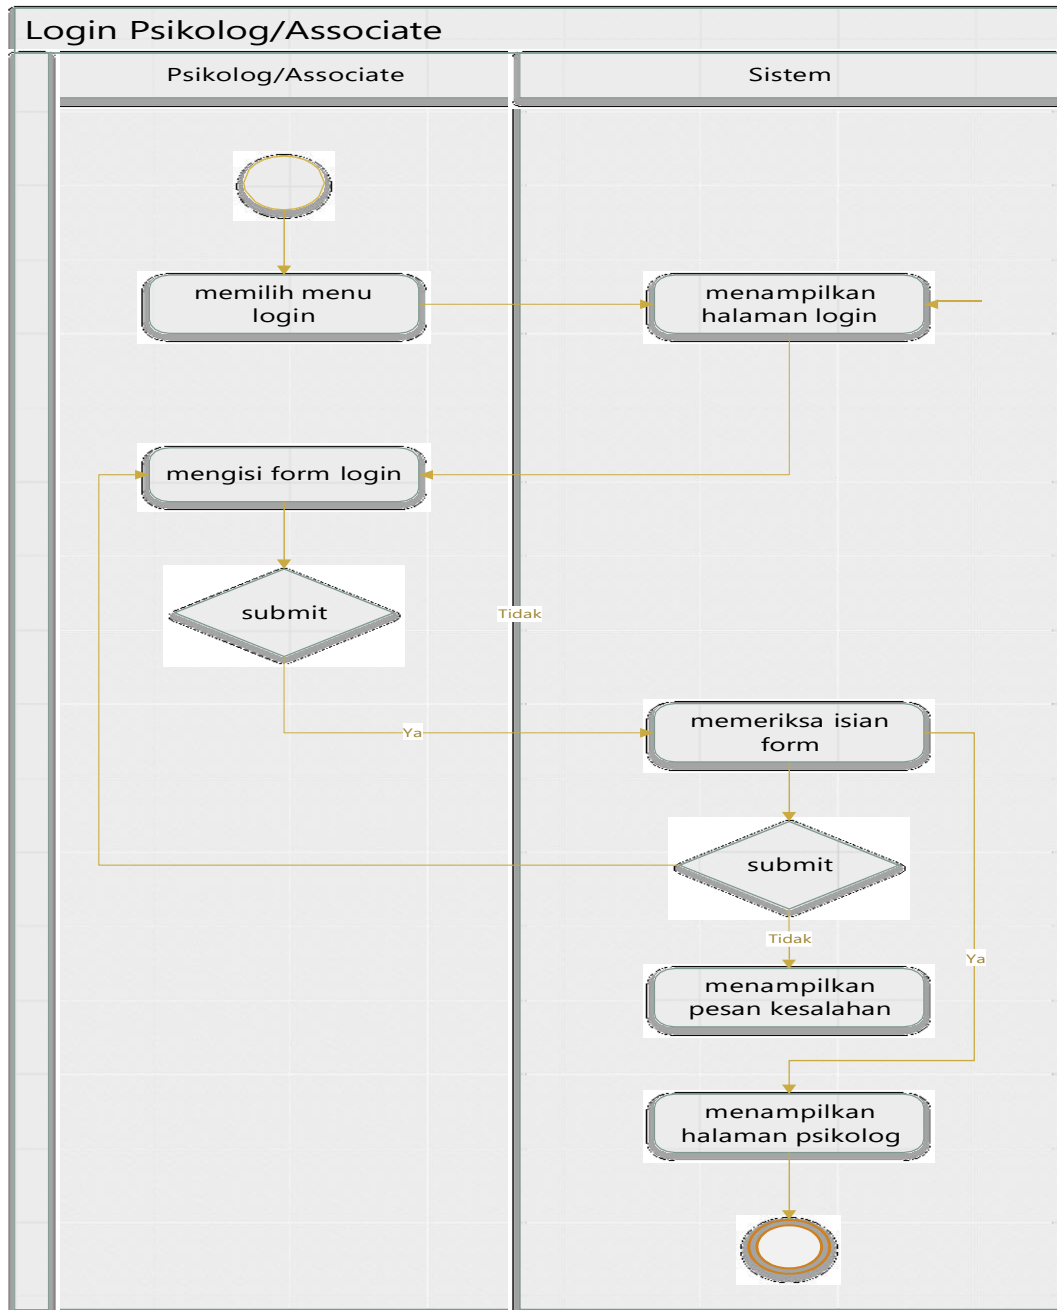 Login Psikolog/Associate
Psikolog/Associate
Sistem
memilih menu
login
menampilkan
halaman login
mengisi form login
submit
Tidak
Ya
memeriksa isian
form
submit
Tidak
Ya
menampilkan
pesan kesalahan
menampilkan
halaman psikolog